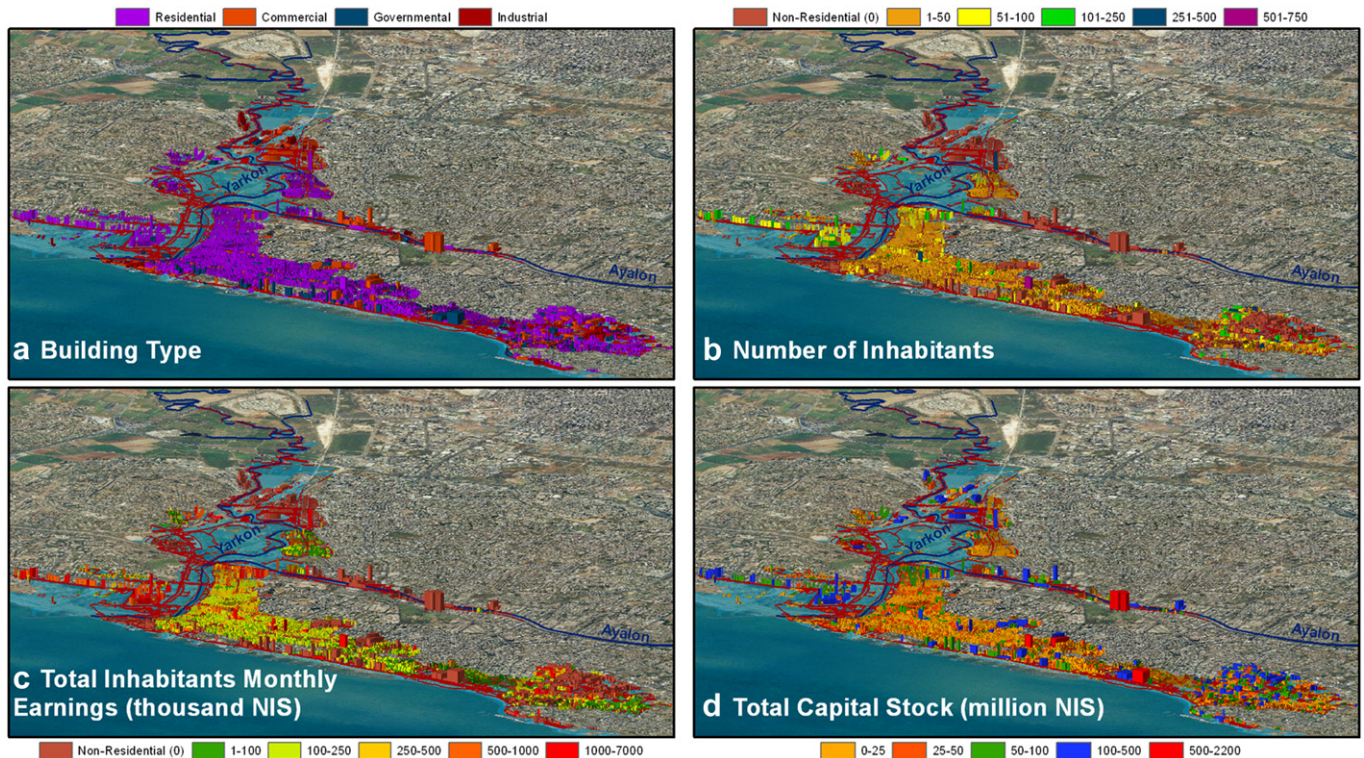 Residential Commercial Governmental Industrial
Non-Residential (0) 1-50 51-100 101-250 251-500 501-750
Yarkon
Ayalon
a Building Type
Yarkon
Ayalon
b Number of Inhabitants
Yarkon
Ayalon
c Total Inhabitants Monthly
Earnings (thousand NIS)
Yarkon
Ayalon
d Total Capital Stock (million NIS)
Non-Residential (0) 1-100 100-250 250-500 500-1000 1000-7000
0-25 25-50 50-100 100-500 500-2200